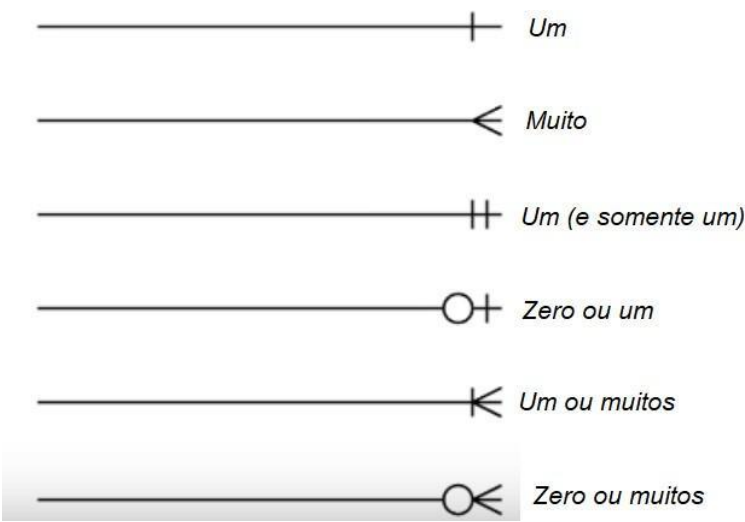 Um
Muito
Um (e somente um)
Zero ou um
Um ou muitos
Zero ou muitos